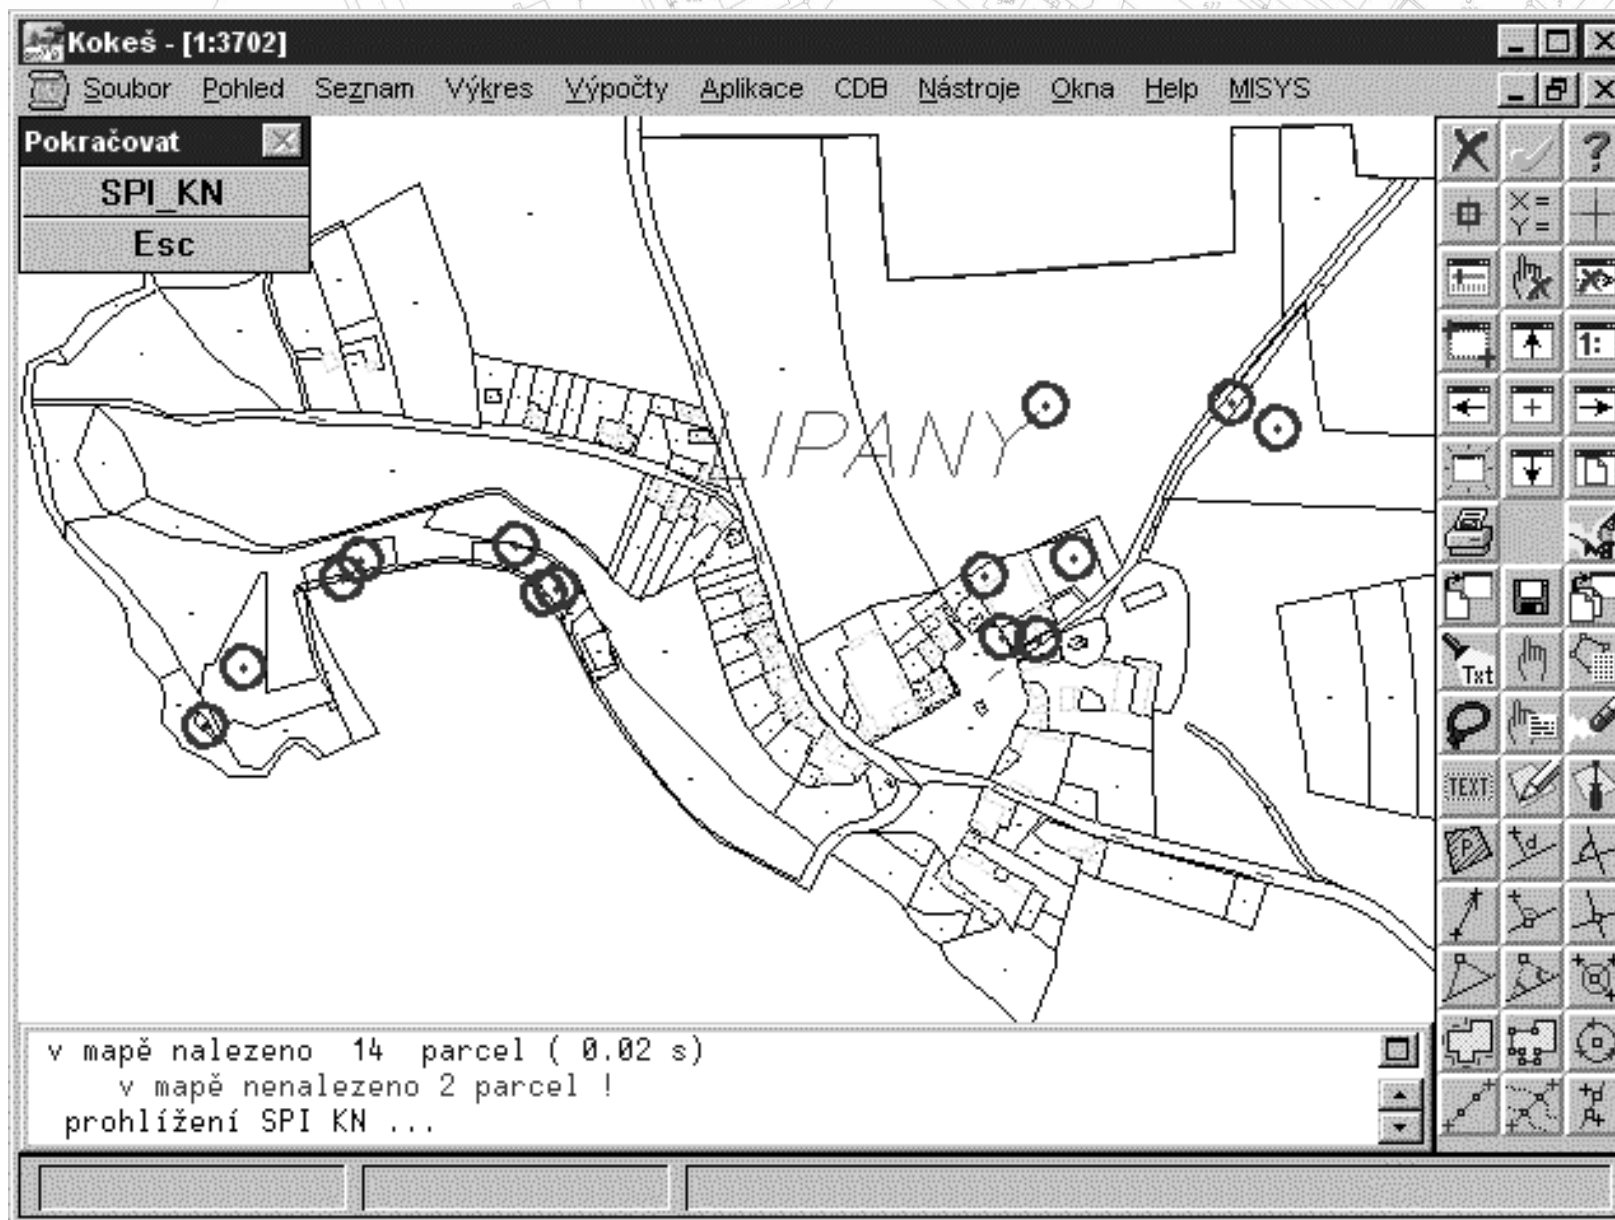 Kokeš - [1:3702]
Soubor Pohled Seznam Výkres Výpočty Aplikace CDB Nástroje Okna Help MISYS
Pokračovat
SPI_KN
Esc
X =
Y =
1:
LIPANY
Txt
TEXT
P
d
v mapě nalezeno 14 parcel ( 0.02 s)
v mapě nenalezeno 2 parcel !
prohlížení SPI KN ...